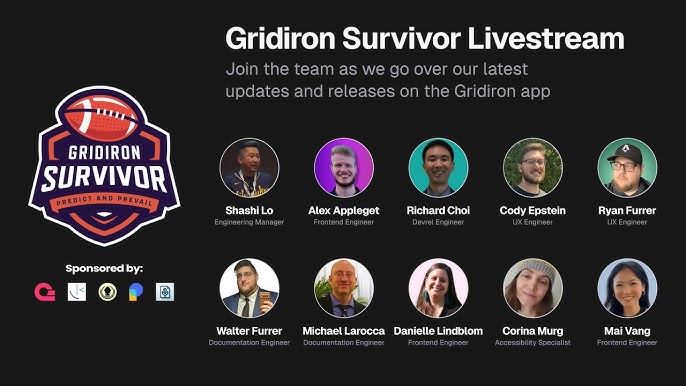 Gridiron Survivor Livestream
Join the team as we go over our latest
updates and releases on the Gridiron app
GRIDIRON
SURVIVOR
PREDICT AND PREVAIL
Sponsored by:
Shashi Lo
Engineering Manager
Alex Appleget
Frontend Engineer
Richard Choi
Devrel Engineer
Cody Epstein
UX Engineer
Ryan Furrer
UX Engineer
Walter Furrer
Documentation Engineer
Michael Larocca
Documentation Engineer
Danielle Lindblom
Frontend Engineer
Corina Murg
Accessibility Specialist
Mai Vang
Frontend Engineer